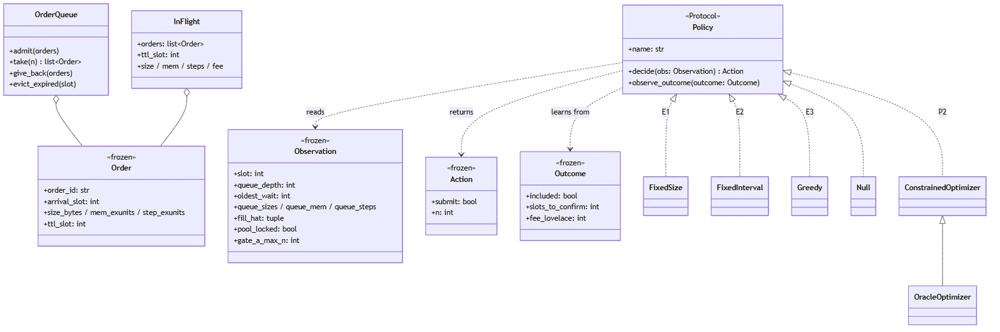 OrderQueue
+admit(orders)
+take(n) : list<Order>
+give_back(orders)
+evict_expired(slot)
InFlight
+orders: list<Order>
+ttl_slot: int
+size / mem / steps / fee
«Protocol»
Policy
+name: str
+decide(obs: Observation) : Action
+observe_outcome(outcome: Outcome)
reads
returns
learns from
E1
E2
E3
P2
«frozen»
Order
+order_id: str
+arrival_slot: int
+size_bytes / mem_exunits / step_exunits
+ttl_slot: int
«frozen»
Observation
+slot: int
+queue_depth: int
+oldest_wait: int
+queue_sizes / queue_mem / queue_steps
+fill_hat: tuple
+pool_locked: bool
+gate_a_max_n: int
«frozen»
Action
+submit: bool
+n: int
«frozen»
Outcome
+included: bool
+slots_to_confirm: int
+fee_lovelace: int
FixedSize
FixedInterval
Greedy
Null
ConstrainedOptimizer
OracleOptimizer